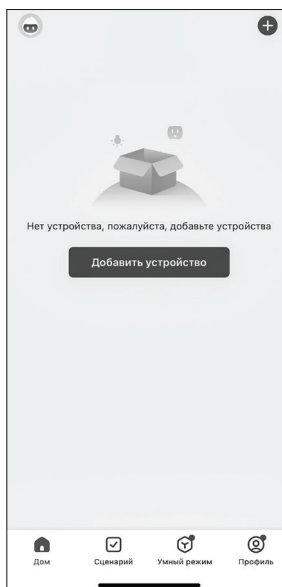 Нет устройства, пожалуйста, добавьте устройства
Добавить устройство
Дом
Сценарий
Умный режим
Профиль